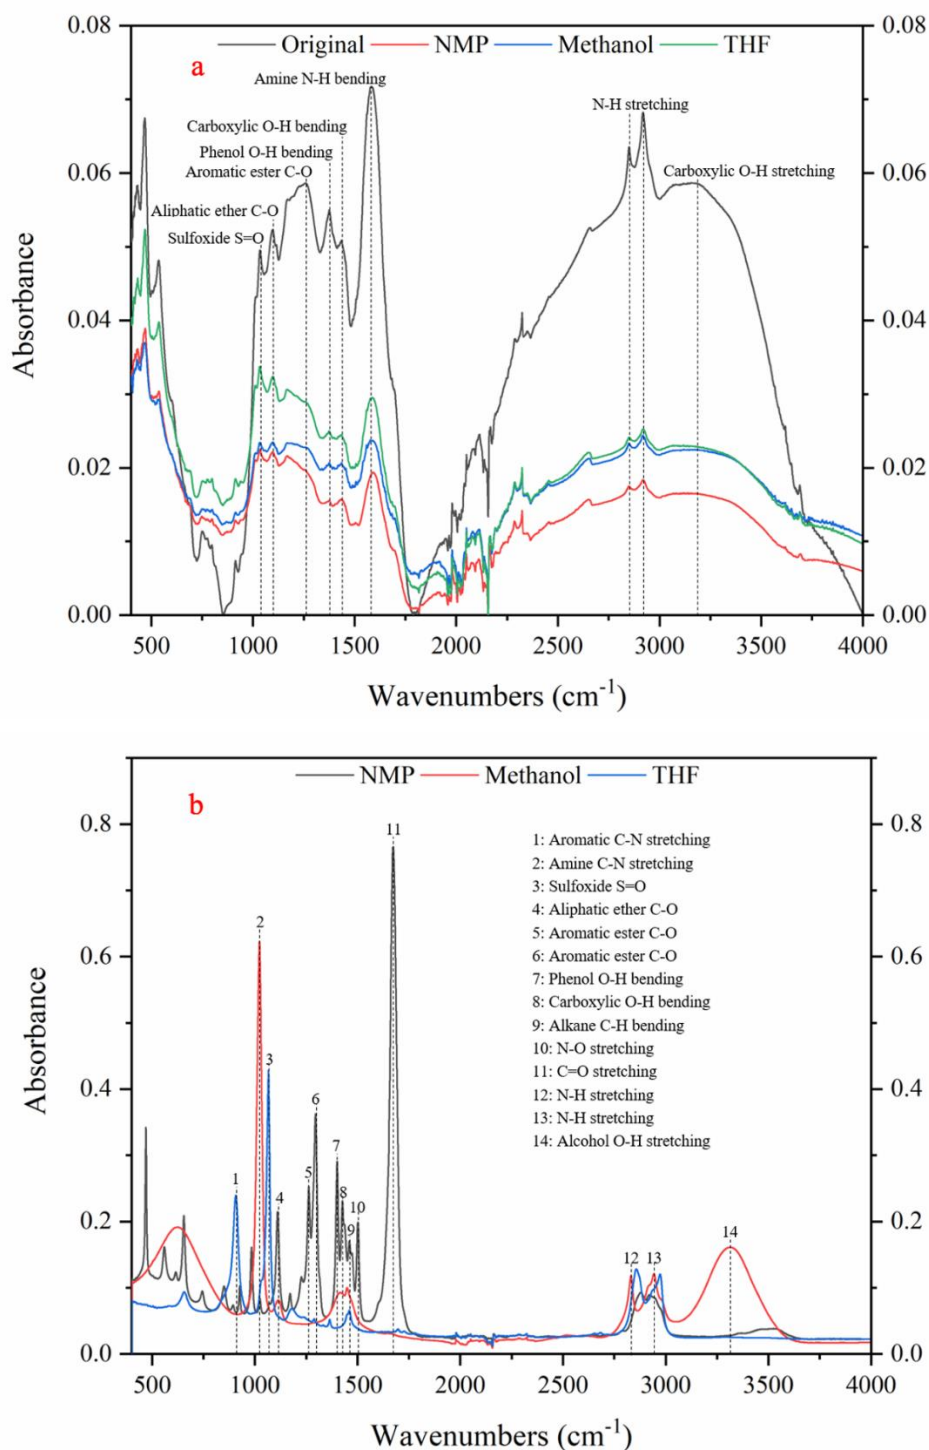 0.08
0.08
Original NMP Methanol THF
a
Amine N-H bending
N-H stretching
Carboxylic O-H bending
Phenol O-H bending
Aromatic ester C-O
Carboxylic O-H stretching
Aliphatic ether C-O
Sulfoxide S=O
0.06
0.06
0.04
0.04
0.02
0.02
0.00
0.00
Absorbance
500 1000 1500 2000 2500 3000 3500 4000
Wavenumbers (cm-1)
NMP Methanol THF
b
0.8
0.8
0.6
0.6
0.4
0.4
0.2
0.2
0.0
0.0
Absorbance
1
2
3
4
5
6
7
8
9
10
11
12
13
14
1: Aromatic C-N stretching
2: Amine C-N stretching
3: Sulfoxide S=O
4: Aliphatic ether C-O
5: Aromatic ester C-O
6: Aromatic ester C-O
7: Phenol O-H bending
8: Carboxylic O-H bending
9: Alkane C-H bending
10: N-O stretching
11: C=O stretching
12: N-H stretching
13: N-H stretching
14: Alcohol O-H stretching
500 1000 1500 2000 2500 3000 3500 4000
Wavenumbers (cm-1)